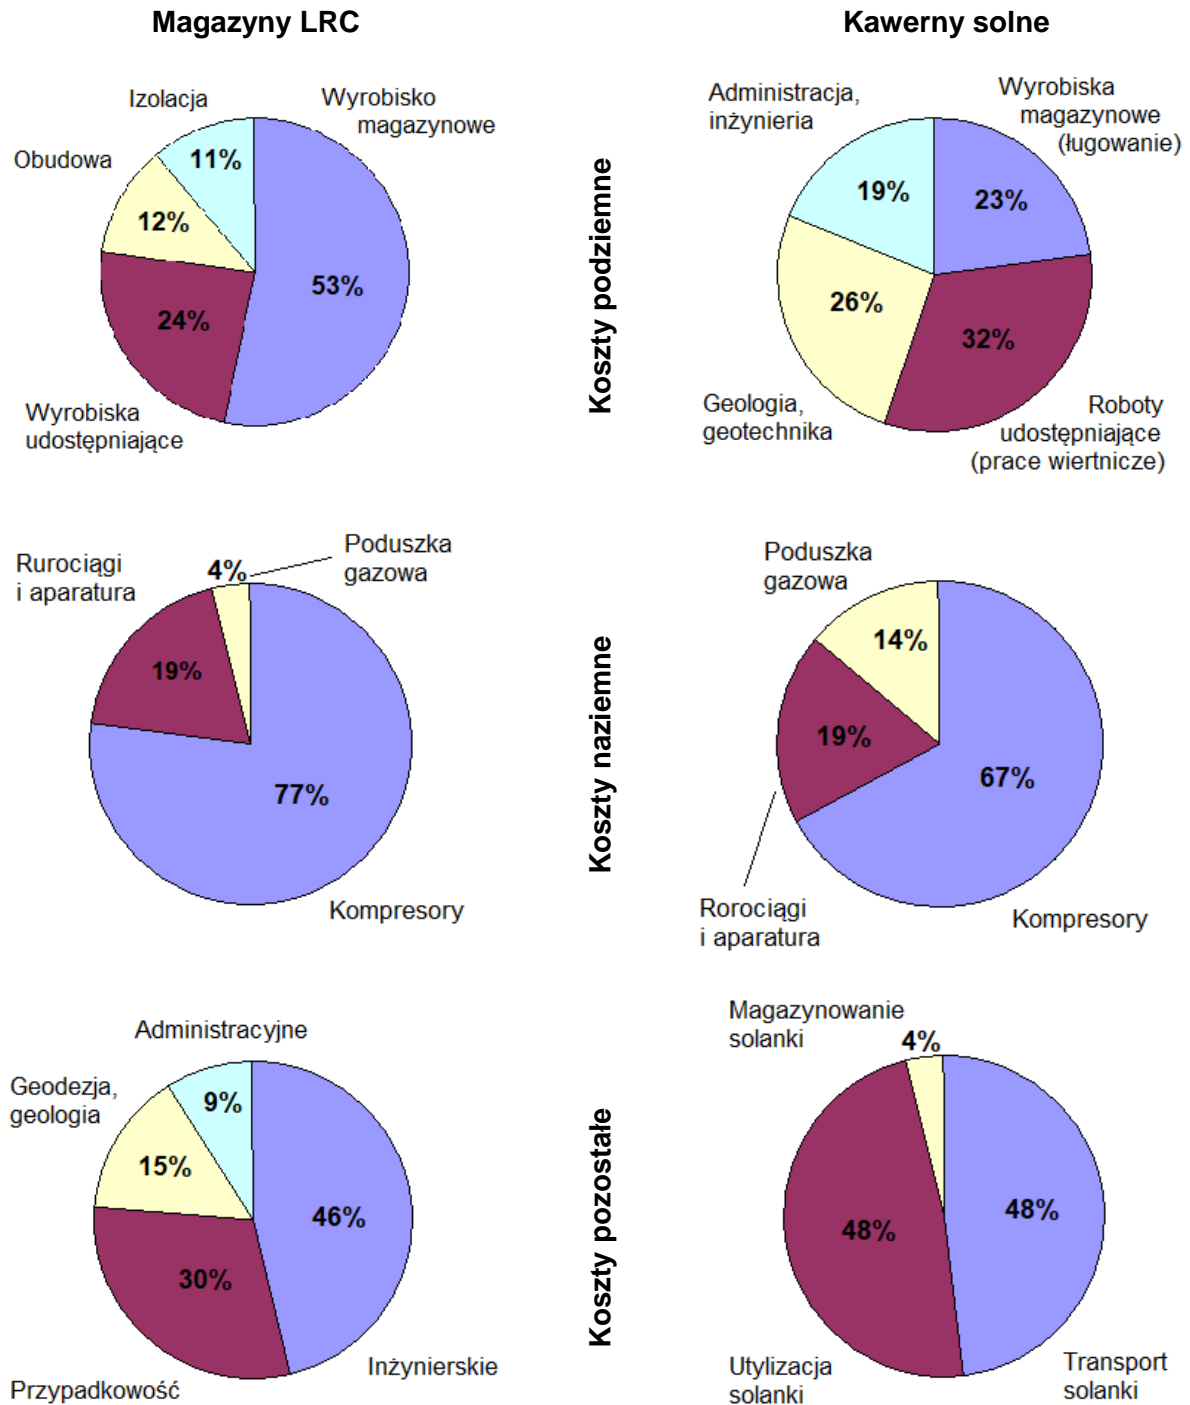 Magazyny LRC
Kawerny solne
Izolacja
Wyrobisko
magazynowe
Obudowa
11%
12%
53%
24%
Wyrobiska
udostępniające
Koszty podziemne
Administracja,
inżynieria
Wyrobiska
magazynowe
(ługowanie)
19%
23%
26%
32%
Geologia,
geotechnika
Roboty
udostępniające
(prace wiertnicze)
Rurociągi
i aparatura
4%
Poduszka
gazowa
19%
77%
Kompresory
Koszty naziemne
Poduszka
gazowa
14%
19%
67%
Rorociągi
i aparatura
Kompresory
Administracyjne
Geodezja,
geologia
9%
15%
46%
30%
Inżynierskie
Przypadkowość
Koszty pozostałe
Magazynowanie
solanki
4%
48%
48%
Utylizacja
solanki
Transport
solanki